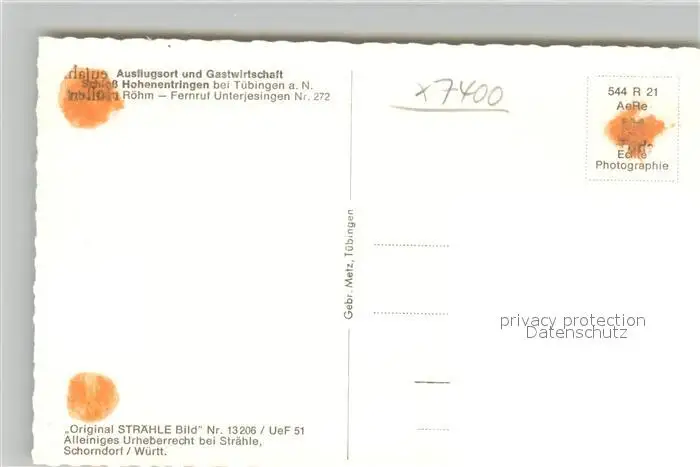 Ausflugsort und Gastwirtschaft
Schloß Hohenentringen bei Tübingen a. N.
Röhm — Fernruf Unterjesingen Nr. 272
x7400
544 R 21
AeRe
Echte
Photographie
Gebr. Metz, Tübingen
privacy protection
Datenschutz
„Original STRÄHLE Bild" Nr. 13206 / UeF 51
Alleiniges Urheberrecht bei Strähle,
Schorndorf / Württ.